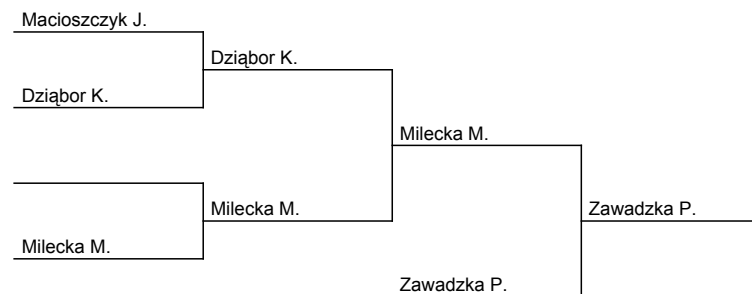 Macioszczyk J.
Dziąbor K.
Dziąbor K.
Milecka M.
Milecka M.
Zawadzka P.
Milecka M.
Zawadzka P.